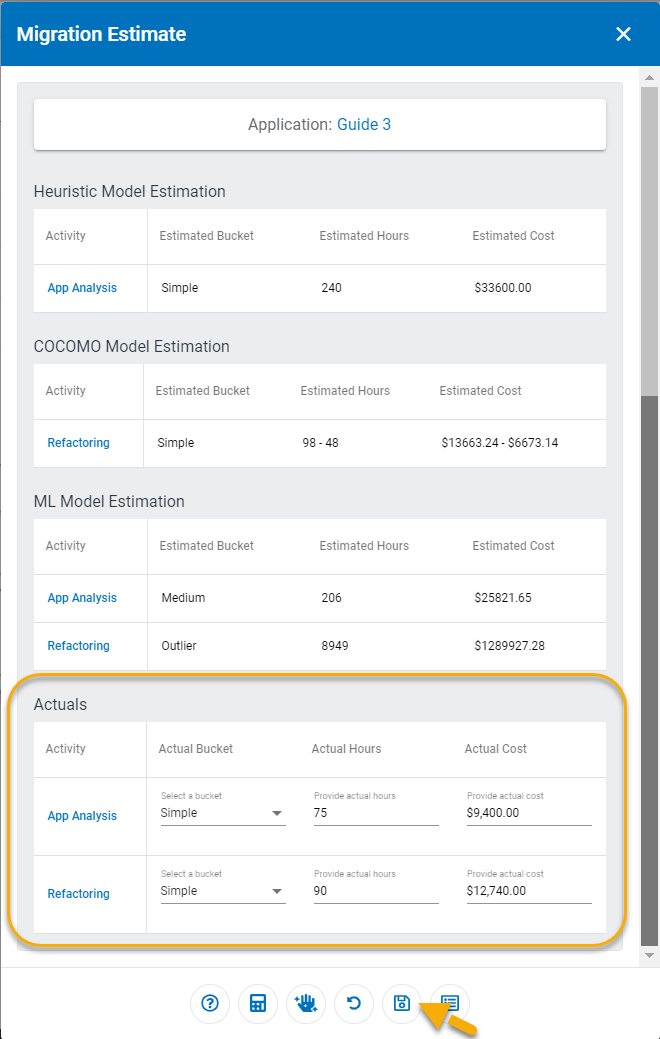 Migration Estimate
Application: Guide 3
Heuristic Model Estimation
Activity Estimated Bucket Estimated Hours Estimated Cost
App Analysis Simple 240 $33600.00
COCOMO Model Estimation
Activity Estimated Bucket Estimated Hours Estimated Cost
Refactoring Simple 98 - 48 $13663.24 - $6673.14
ML Model Estimation
Activity Estimated Bucket Estimated Hours Estimated Cost
App Analysis Medium 206 $25821.65
Refactoring Outlier 8949 $1289927.28
Actuals
Activity Actual Bucket Actual Hours Actual Cost
Select a bucket Provide actual hours Provide actual cost
App Analysis Simple 75 $9,400.00
Select a bucket Provide actual hours Provide actual cost
Refactoring Simple 90 $12,740.00